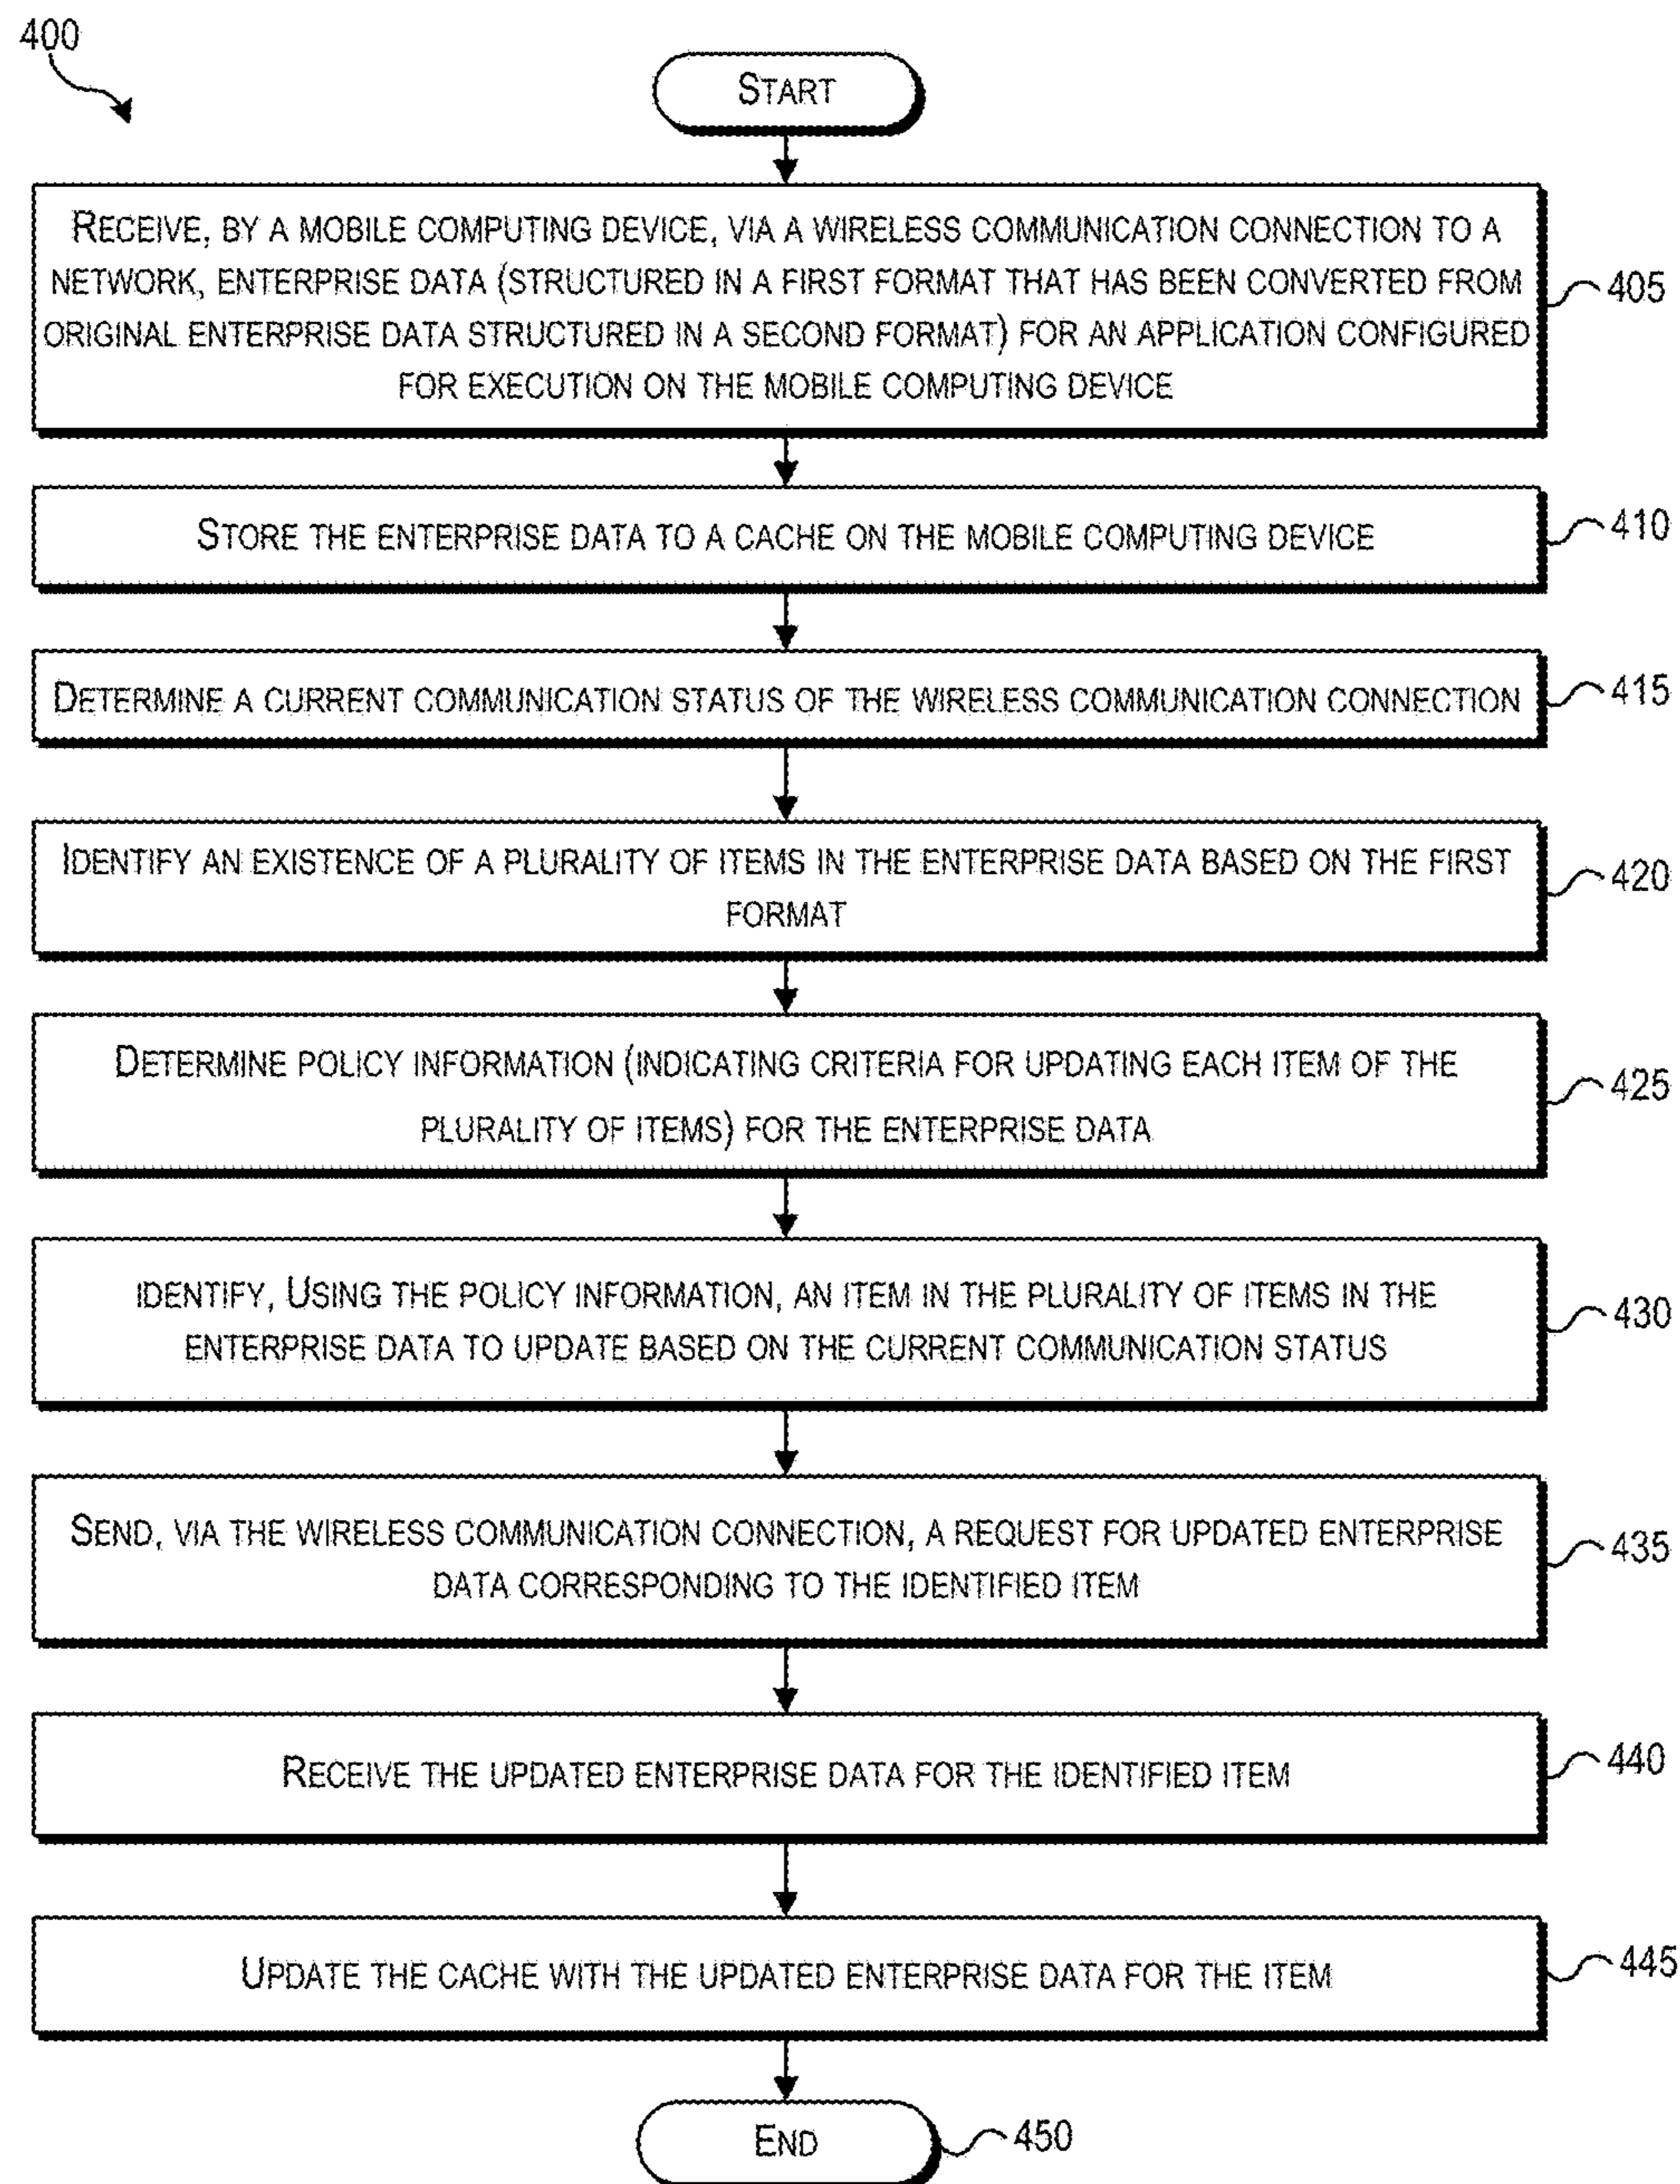 400
START
RECEIVE, BY A MOBILE COMPUTING DEVICE, VIA A WIRELESS COMMUNICATION CONNECTION TO A
NETWORK, ENTERPRISE DATA (STRUCTURED IN A FIRST FORMAT THAT HAS BEEN CONVERTED FROM
ORIGINAL ENTERPRISE DATA STRUCTURED IN A SECOND FORMAT) FOR AN APPLICATION CONFIGURED
FOR EXECUTION ON THE MOBILE COMPUTING DEVICE
405
STORE THE ENTERPRISE DATA TO A CACHE ON THE MOBILE COMPUTING DEVICE
410
DETERMINE A CURRENT COMMUNICATION STATUS OF THE WIRELESS COMMUNICATION CONNECTION
415
IDENTIFY AN EXISTENCE OF A PLURALITY OF ITEMS IN THE ENTERPRISE DATA BASED ON THE FIRST
FORMAT
420
DETERMINE POLICY INFORMATION (INDICATING CRITERIA FOR UPDATING EACH ITEM OF THE
PLURALITY OF ITEMS) FOR THE ENTERPRISE DATA
425
IDENTIFY, USING THE POLICY INFORMATION, AN ITEM IN THE PLURALITY OF ITEMS IN THE
ENTERPRISE DATA TO UPDATE BASED ON THE CURRENT COMMUNICATION STATUS
430
SEND, VIA THE WIRELESS COMMUNICATION CONNECTION, A REQUEST FOR UPDATED ENTERPRISE
DATA CORRESPONDING TO THE IDENTIFIED ITEM
435
RECEIVE THE UPDATED ENTERPRISE DATA FOR THE IDENTIFIED ITEM
440
UPDATE THE CACHE WITH THE UPDATED ENTERPRISE DATA FOR THE ITEM
445
END
450